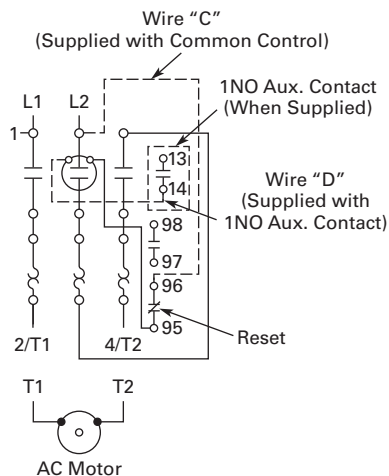 Wire “C”
(Supplied with Common Control)
1NO Aux. Contact
(When Supplied)
L1
L2
1
13
14
Wire “D”
(Supplied with
1NO Aux. Contact)
98
97
96
95
Reset
2/T1
4/T2
T1
T2
AC Motor